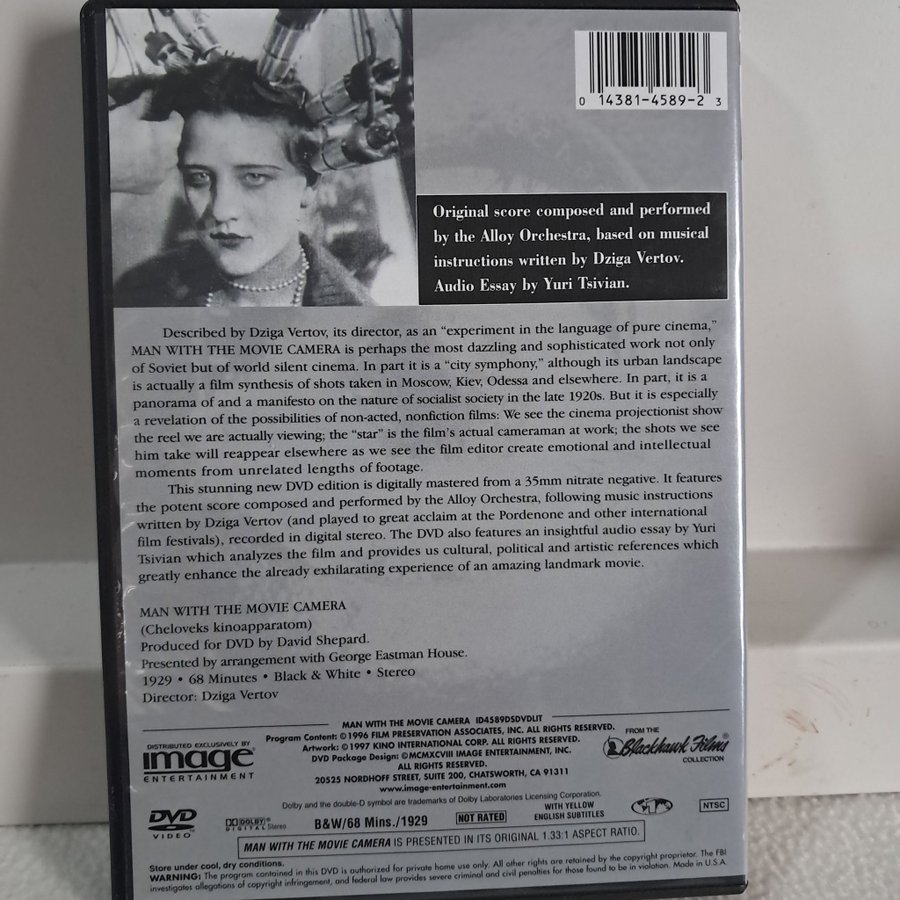 0 14381-4589-2 3
Original score composed and performed
by the Alloy Orchestra, based on musical
instructions written by Dziga Vertov.
Audio Essay by Yuri Tsivian.
Described by Dziga Vertov, its director, as an “experiment in the language of pure cinema,”
MAN WITH THE MOVIE CAMERA is perhaps the most dazzling and sophisticated work not only
of Soviet but of world silent cinema. In part it is a “city symphony,” although its urban landscape
is actually a film synthesis of shots taken in Moscow, Kiev, Odessa and elsewhere. In part, it is a
panorama of and a manifesto on the nature of socialist society in the late 1920s. But it is especially
a revelation of the possibilities of non-acted, nonfiction films: We see the cinema projectionist show
the reel we are actually viewing; the “star” is the film’s actual cameraman at work; the shots we see
him take will reappear elsewhere as we see the film editor create emotional and intellectual
moments from unrelated lengths of footage.
This stunning new DVD edition is digitally mastered from a 35mm nitrate negative. It features
the potent score composed and performed by the Alloy Orchestra, following music instructions
written by Dziga Vertov (and played to great acclaim at the Pordenone and other international
film festivals), recorded in digital stereo. The DVD also features an insightful audio essay by Yuri
Tsivian which analyzes the film and provides us cultural, political and artistic references which
greatly enhance the already exhilarating experience of an amazing landmark movie.
MAN WITH THE MOVIE CAMERA
(Cheloveks kinoapparatom)
Produced for DVD by David Shepard.
Presented by arrangement with George Eastman House.
1929 • 68 Minutes • Black & White • Stereo
Director: Dziga Vertov
MAN WITH THE MOVIE CAMERA ID4589DSDVDLIT
Program Content: ©1996 FILM PRESERVATION ASSOCIATES, INC. ALL RIGHTS RESERVED.
Artwork: ©1997 KINO INTERNATIONAL CORP. ALL RIGHTS RESERVED.
DVD Package Design: ©MCMXCVIII IMAGE ENTERTAINMENT, INC.
ALL RIGHTS RESERVED.
20525 NORDHOFF STREET, SUITE 200, CHATSWORTH, CA 91311
www.image-entertainment.com
DISTRIBUTED EXCLUSIVELY BY
image®
ENTERTAINMENT
FROM THE
Blackhawk Films®
COLLECTION
Dolby and the double-D symbol are trademarks of Dolby Laboratories Licensing Corporation.
DVD
VIDEO
DOLBY®
DIGITAL Stereo
B&W/68 Mins./1929
NOT RATED
WITH YELLOW
ENGLISH SUBTITLES
NTSC
MAN WITH THE MOVIE CAMERA IS PRESENTED IN ITS ORIGINAL 1.33:1 ASPECT RATIO.
Store under cool, dry conditions.
WARNING: The program contained in this DVD is authorized for private home use only. All other rights are retained by the copyright proprietor. The FBI
investigates allegations of copyright infringement, and federal law provides severe criminal and civil penalties for those found to be in violation. Made in U.S.A.